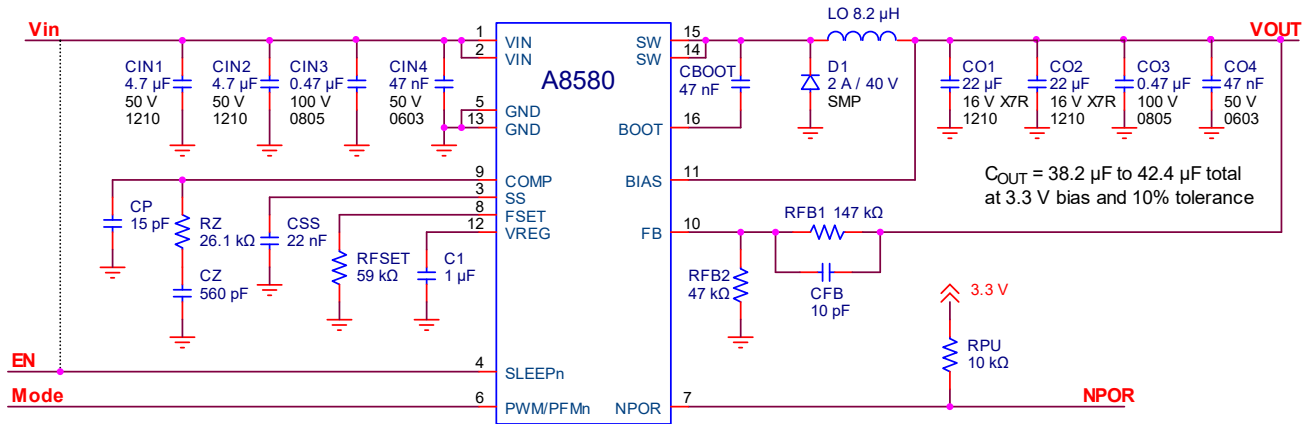 Vin
LO 8.2 µH
VOUT
A8580
1 VIN
2 VIN
5 GND
13 GND
9 COMP
3 SS
8 FSET
12 VREG
4 SLEEPn
6 PWM/PFMn
SW 15
SW 14
BOOT 16
BIAS 11
FB 10
NPOR 7
CIN1
4.7 µF
50 V
1210
CIN2
4.7 µF
50 V
1210
CIN3
0.47 µF
100 V
0805
CIN4
47 nF
50 V
0603
CBOOT
47 nF
D1
2 A / 40 V
SMP
CO1
22 µF
16 V X7R
1210
CO2
22 µF
16 V X7R
1210
CO3
0.47 µF
100 V
0805
CO4
47 nF
50 V
0603
COUT = 38.2 µF to 42.4 µF total
at 3.3 V bias and 10% tolerance
CP
15 pF
RZ
26.1 kΩ
CZ
560 pF
CSS
22 nF
RFSET
59 kΩ
C1
1 µF
RFB1 147 kΩ
RFB2
47 kΩ
CFB
10 pF
3.3 V
RPU
10 kΩ
EN
Mode
NPOR